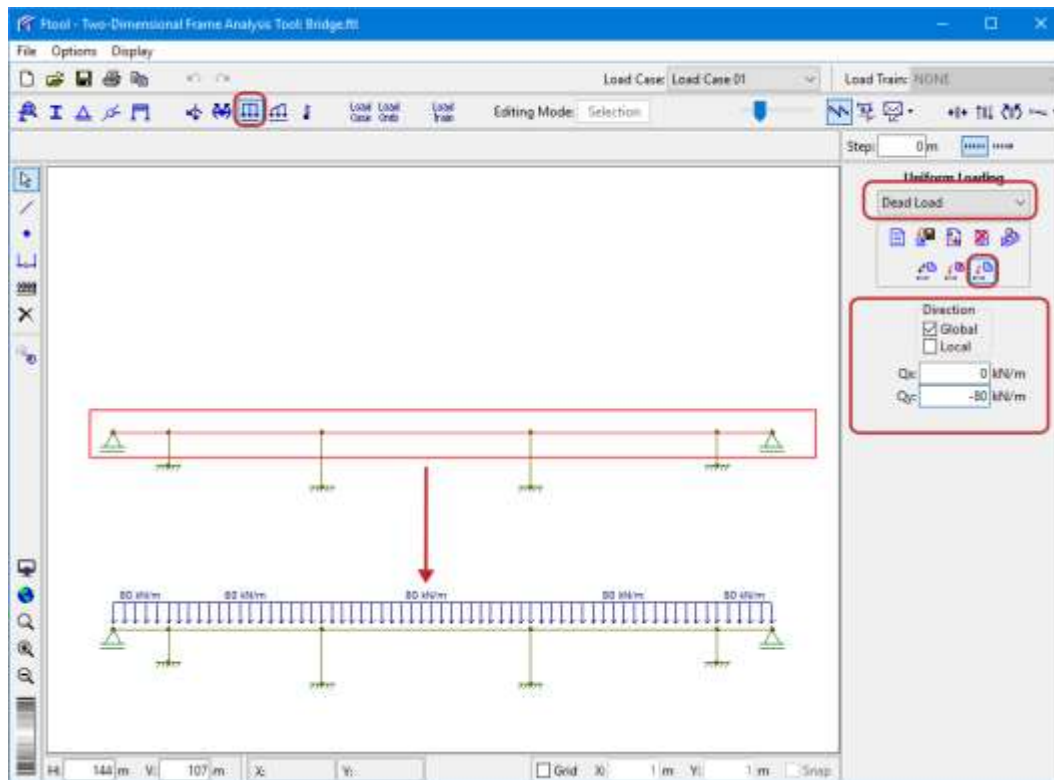 Ftool - Two-Dimensional Frame Analysis Tool: Bridge.ftl
File Options Display
Load Case: Load Case 01 Load Train: NONE
Load Case Load Cmb Load Train Editing Mode: Selection
Step: 0 m
Uniform Loading
Dead Load
Direction
Global
Local
Qx: 0 kN/m
Qy: -80 kN/m
80 kN/m 80 kN/m 80 kN/m 80 kN/m 80 kN/m
H: 144 m V: 107 m X: Y: Grid X: 1 m Y: 1 m Snap